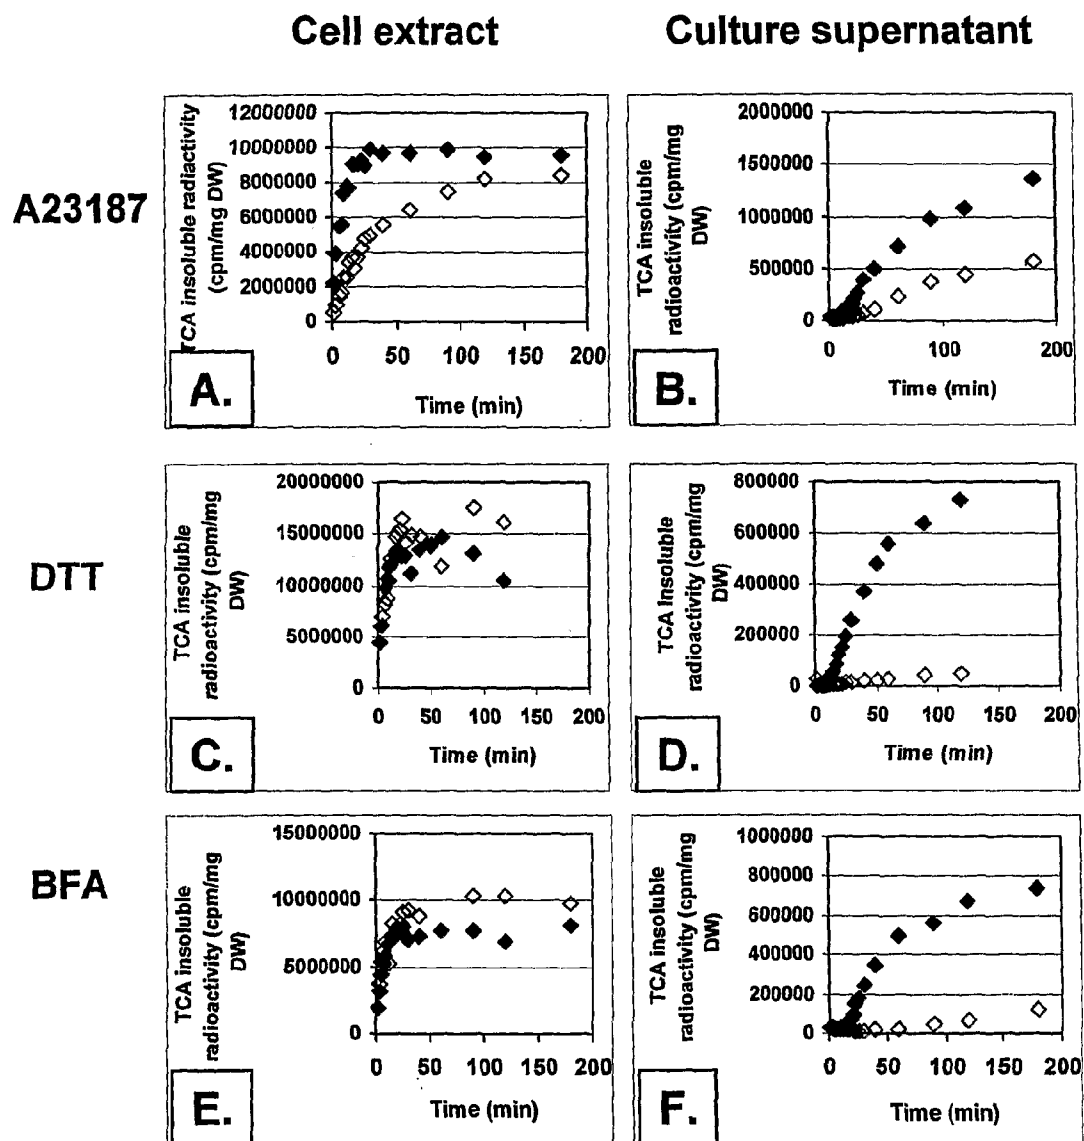 Cell extract
Culture supernatant
A23187
TCA insoluble radiactivity
(cpm/mg DW)
12000000
10000000
8000000
6000000
4000000
2000000
0
0 50 100 150 200
Time (min)
A.
TCA insoluble
radioactivity (cpm/mg
DW)
2000000
1500000
1000000
500000
0
0 100 200
Time (min)
B.
DTT
TCA insoluble
radioactivity (cpm/mg
DW)
20000000
15000000
10000000
5000000
0
0 50 100 150 200
Time (min)
C.
TCA Insoluble
radioactivity (cpm/mg
DW)
800000
600000
400000
200000
0
0 50 100 150 200
Time (min)
D.
BFA
TCA insoluble
radioactivity (cpm/mg
DW)
15000000
10000000
5000000
0
0 50 100 150 200
Time (min)
E.
TCA insoluble
radioactivity (cpm/mg
DW)
1000000
800000
600000
400000
200000
0
0 50 100 150 200
Time (min)
F.